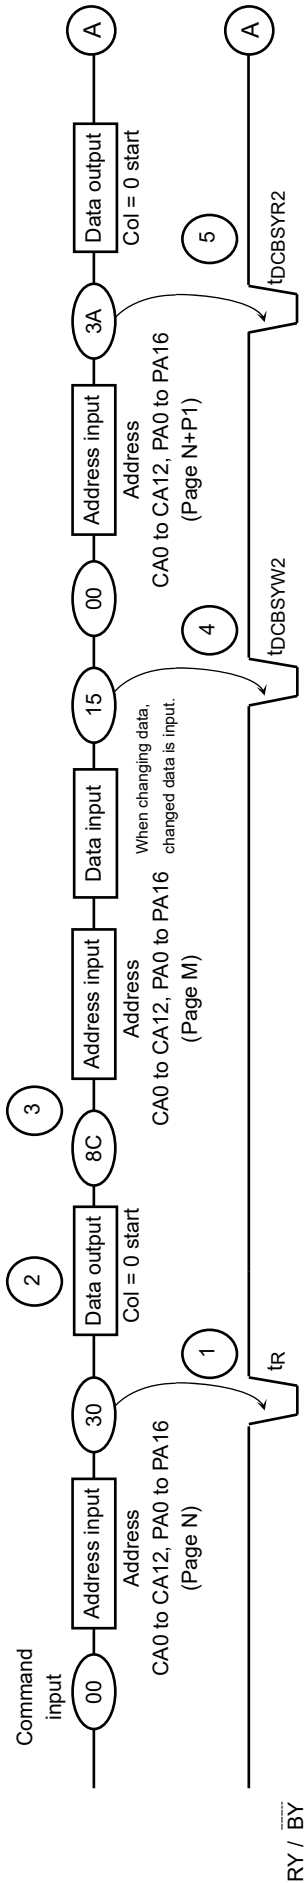 Command
input
00
Address input
Address
CA0 to CA12, PA0 to PA16
(Page N)
30
Data output
Col = 0 start
2
8C
3
Address input
Address
CA0 to CA12, PA0 to PA16
(Page M)
Data input
When changing data,
changed data is input.
15
00
Address input
Address
CA0 to CA12, PA0 to PA16
(Page N+P1)
3A
Data output
Col = 0 start
A
RY / BY
1
tR
4
tDCBSYW2
5
tDCBSYR2
A